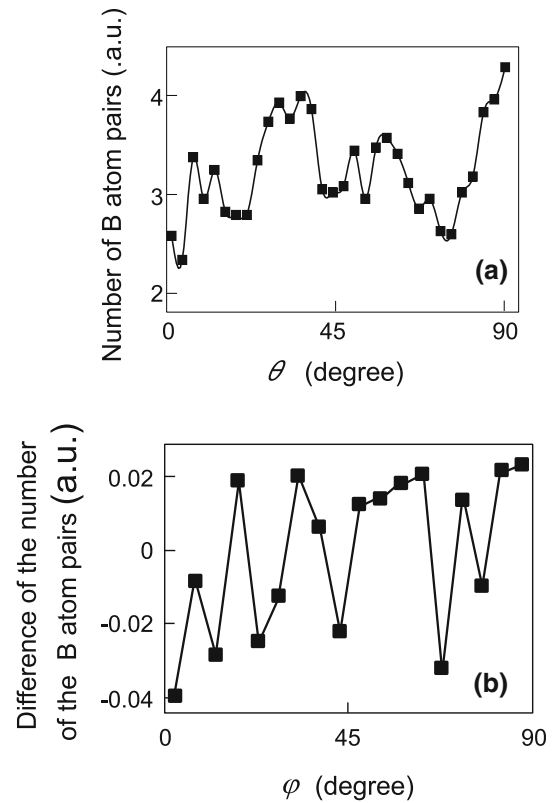 Number of B atom pairs (.a.u.)
4
3
2
(a)
0 45 90
θ (degree)
Difference of the number
of the B atom pairs (a.u.)
0.02
0
-0.02
-0.04
(b)
0 45 90
φ (degree)